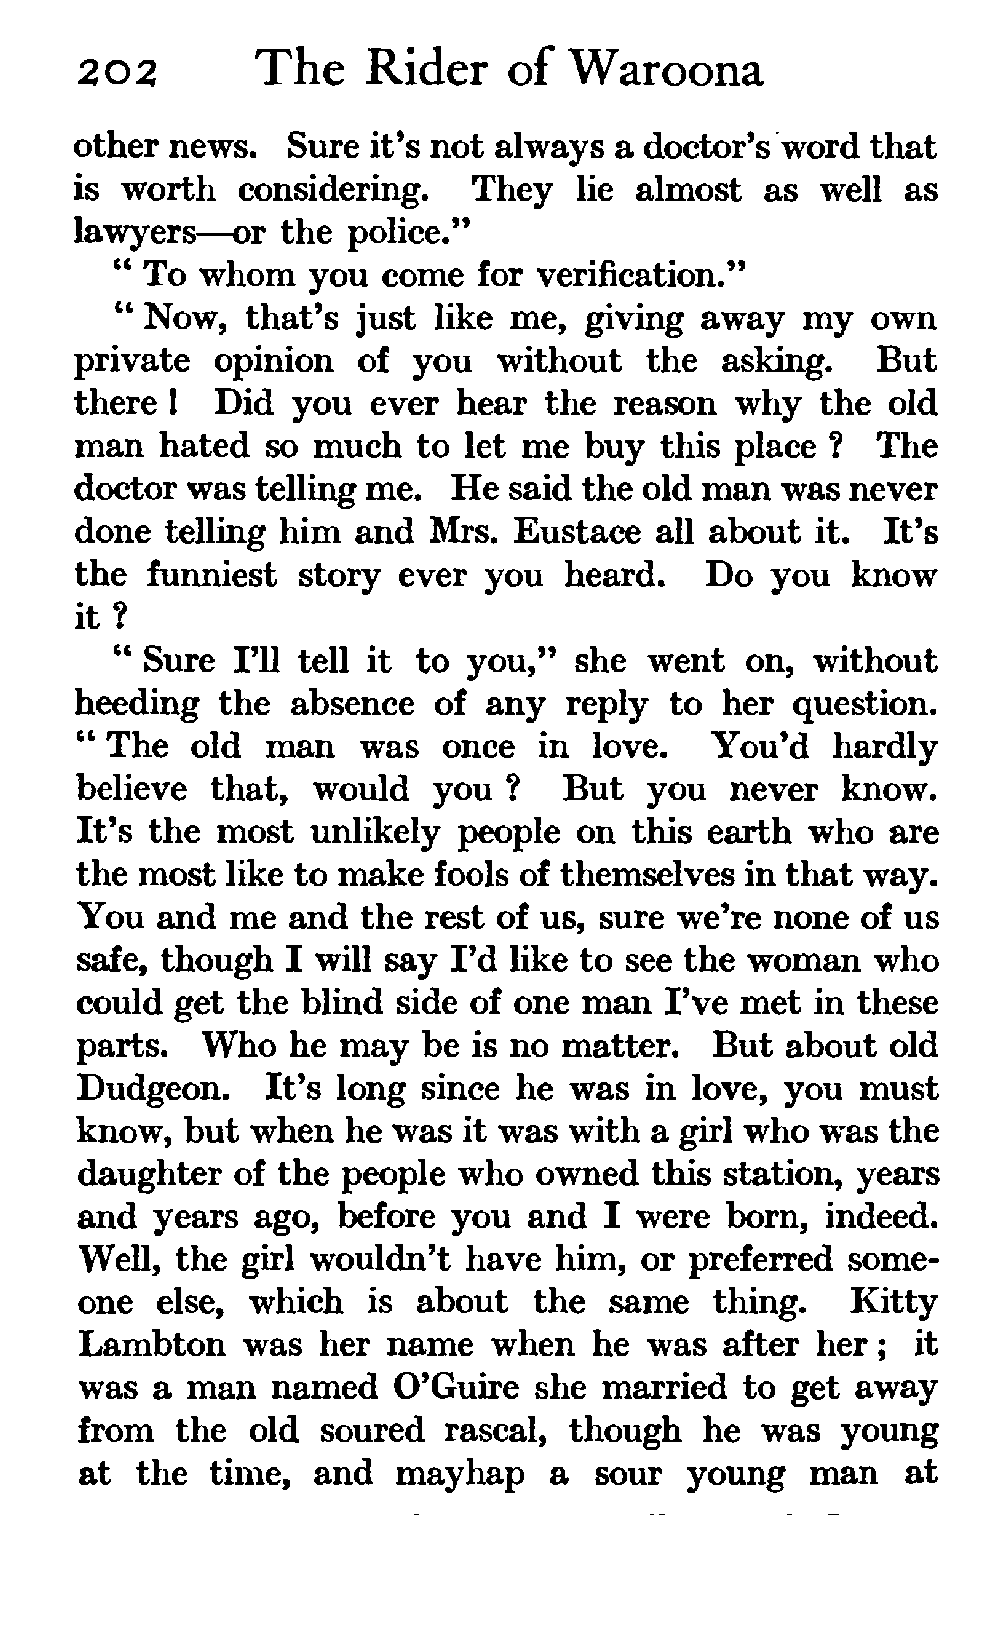 202 The Rider of Waroona
other news. Sure it's not always a doctor's word that
is worth considering. They lie almost as well as
lawyers—or the police."
" To whom you come for verification."
" Now, that's just like me, giving away my own
private opinion of you without the asking. But
there ! Did you ever hear the reason why the old
man hated so much to let me buy this place ? The
doctor was telling me. He said the old man was never
done telling him and Mrs. Eustace all about it. It's
the funniest story ever you heard. Do you know
it ?
" Sure I'll tell it to you," she went on, without
heeding the absence of any reply to her question.
" The old man was once in love. You'd hardly
believe that, would you ? But you never know.
It's the most unlikely people on this earth who are
the most like to make fools of themselves in that way.
You and me and the rest of us, sure we're none of us
safe, though I will say I'd like to see the woman who
could get the blind side of one man I've met in these
parts. Who he may be is no matter. But about old
Dudgeon. It's long since he was in love, you must
know, but when he was it was with a girl who was the
daughter of the people who owned this station, years
and years ago, before you and I were born, indeed.
Well, the girl wouldn't have him, or preferred some-
one else, which is about the same thing. Kitty
Lambton was her name when he was after her ; it
was a man named O'Guire she married to get away
from the old soured rascal, though he was young
at the time, and mayhap a sour young man at